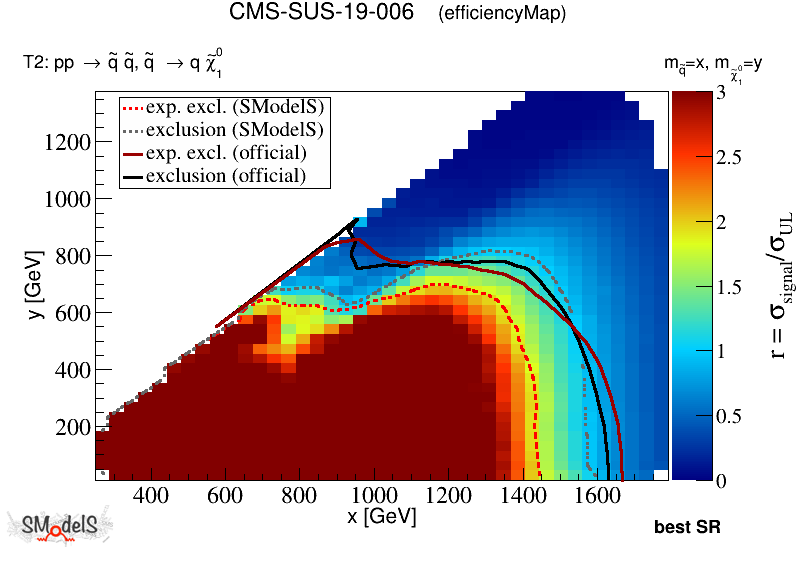 CMS-SUS-19-006 (efficiencyMap)
T2: pp → q̃ q̃, q̃ → q χ̃⁰₁
m_q̃=x, m_χ̃⁰₁=y
exp. excl. (SModelS)
exclusion (SModelS)
exp. excl. (official)
exclusion (official)
1200
1000
800
600
400
200
y [GeV]
400 600 800 1000 1200 1400 1600
x [GeV]
3
2.5
2
1.5
1
0.5
0
r = σ_signal/σ_UL
SModelS
best SR